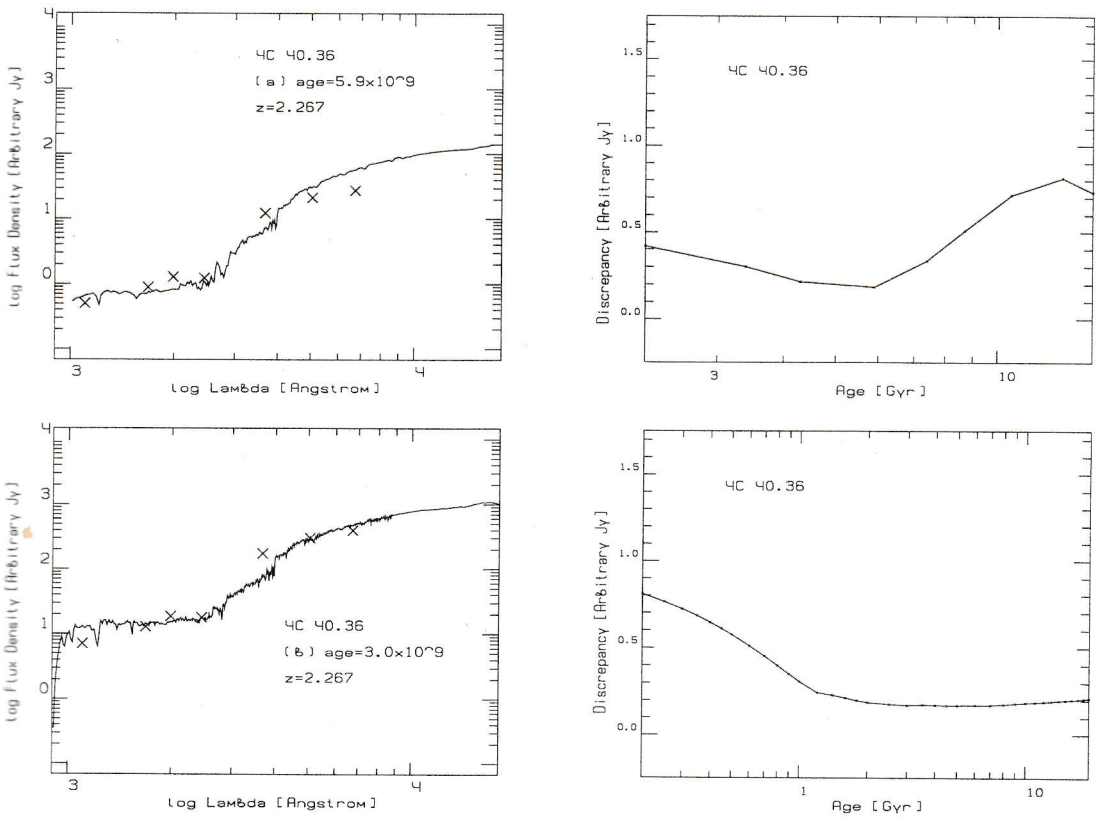 4
3
2
1
0
log Flux Density [Arbitrary Jy]
4C 40.36
(a) age=5.9x10^9
z=2.267
3
4
log Lambda [Angstrom]
1.5
1.0
0.5
0.0
Discrepancy [Arbitrary Jy]
4C 40.36
3
10
Age [Gyr]
4
3
2
1
0
log Flux Density [Arbitrary Jy]
4C 40.36
(b) age=3.0x10^9
z=2.267
3
4
log Lambda [Angstrom]
1.5
1.0
0.5
0.0
Discrepancy [Arbitrary Jy]
4C 40.36
1
10
Age [Gyr]